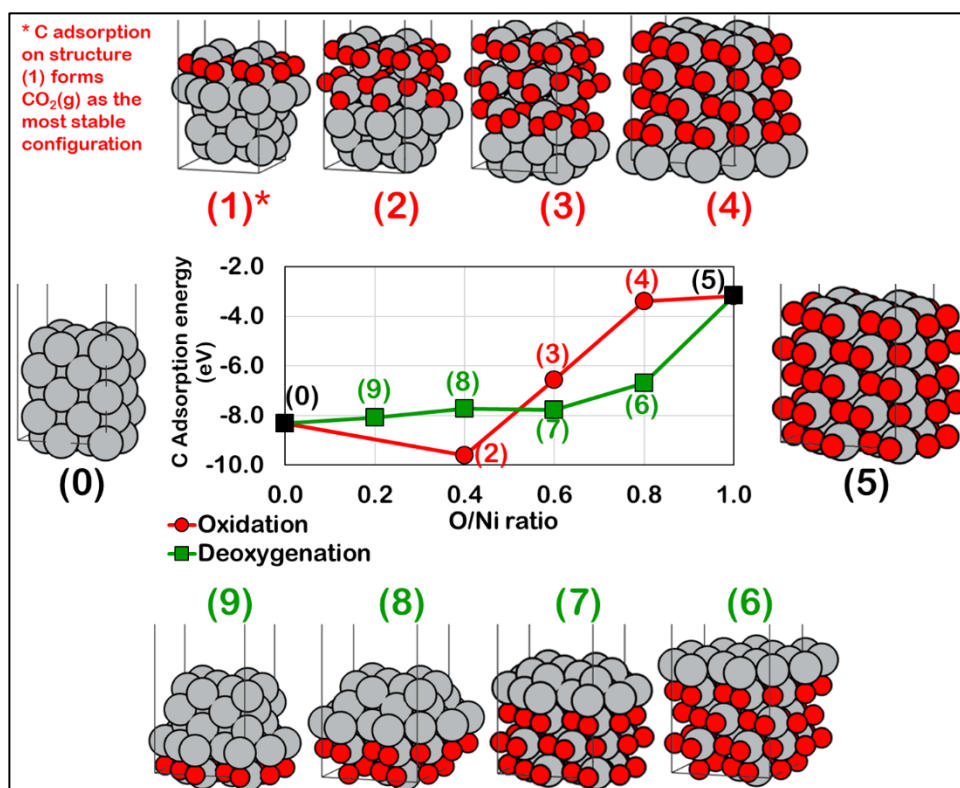 * C adsorption
on structure
(1) forms
CO₂(g) as the
most stable
configuration
(1)*
(2)
(3)
(4)
C Adsorption energy
(eV)
-2.0
-4.0
-6.0
-8.0
-10.0
(0)
(9)
(8)
(2)
(3)
(7)
(4)
(6)
(5)
0.0
0.2
0.4
0.6
0.8
1.0
O/Ni ratio
Oxidation
Deoxygenation
(0)
(5)
(9)
(8)
(7)
(6)